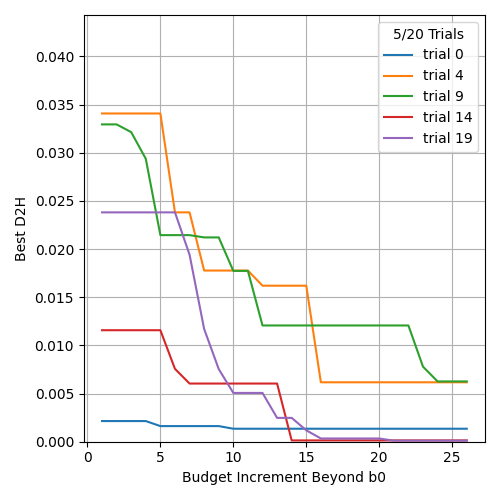 5/20 Trials
trial 0
trial 4
trial 9
trial 14
trial 19
0.040
0.035
0.030
0.025
0.020
0.015
0.010
0.005
0.000
Best D2H
0 5 10 15 20 25
Budget Increment Beyond b0